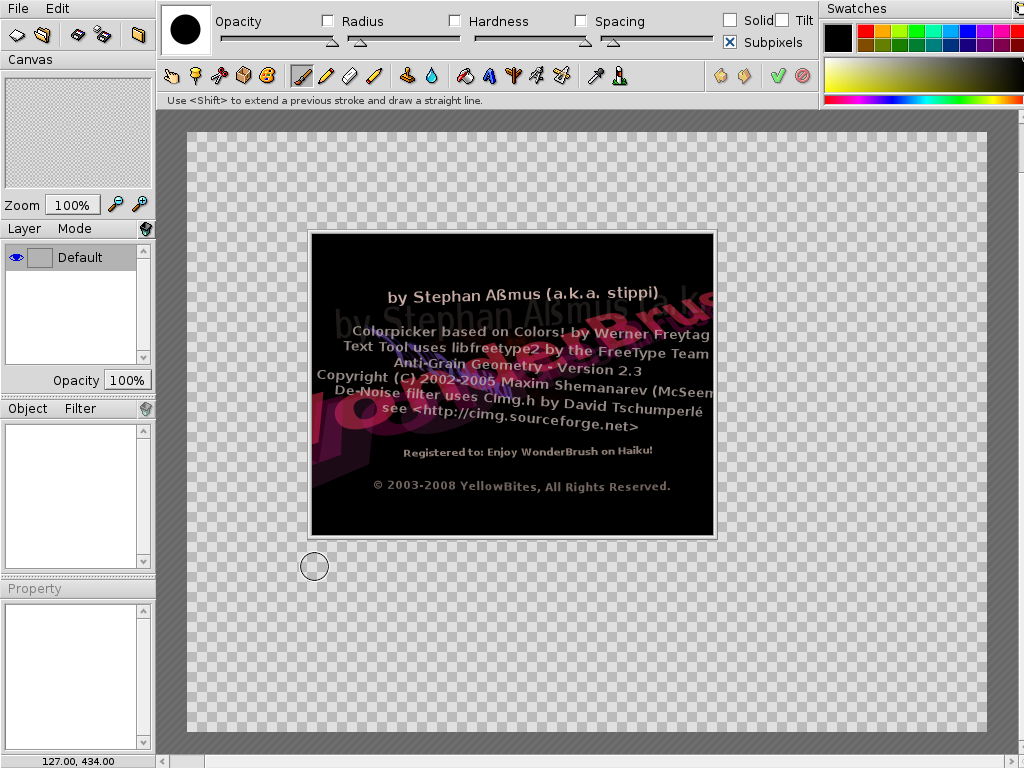 File Edit
Opacity Radius Hardness Spacing Solid Tilt
Subpixels
Swatches
Canvas
Use <Shift> to extend a previous stroke and draw a straight line.
Zoom 100%
Layer Mode
Default
Opacity 100%
Object Filter
Property
127.00, 434.00
by Stephan Aßmus (a.k.a. stippi)
by Stephan Aßmus (a.k.
WonderBrus
Colorpicker based on Colors! by Werner Freytag
Text Tool uses libfreetype2 by the FreeType Team
Anti-Grain Geometry - Version 2.3
Copyright (C) 2002-2005 Maxim Shemanarev (McSeem
De-Noise filter uses CImg.h by David Tschumperlé
see <http://cimg.sourceforge.net>
Registered to: Enjoy WonderBrush on Haiku!
© 2003-2008 YellowBites, All Rights Reserved.